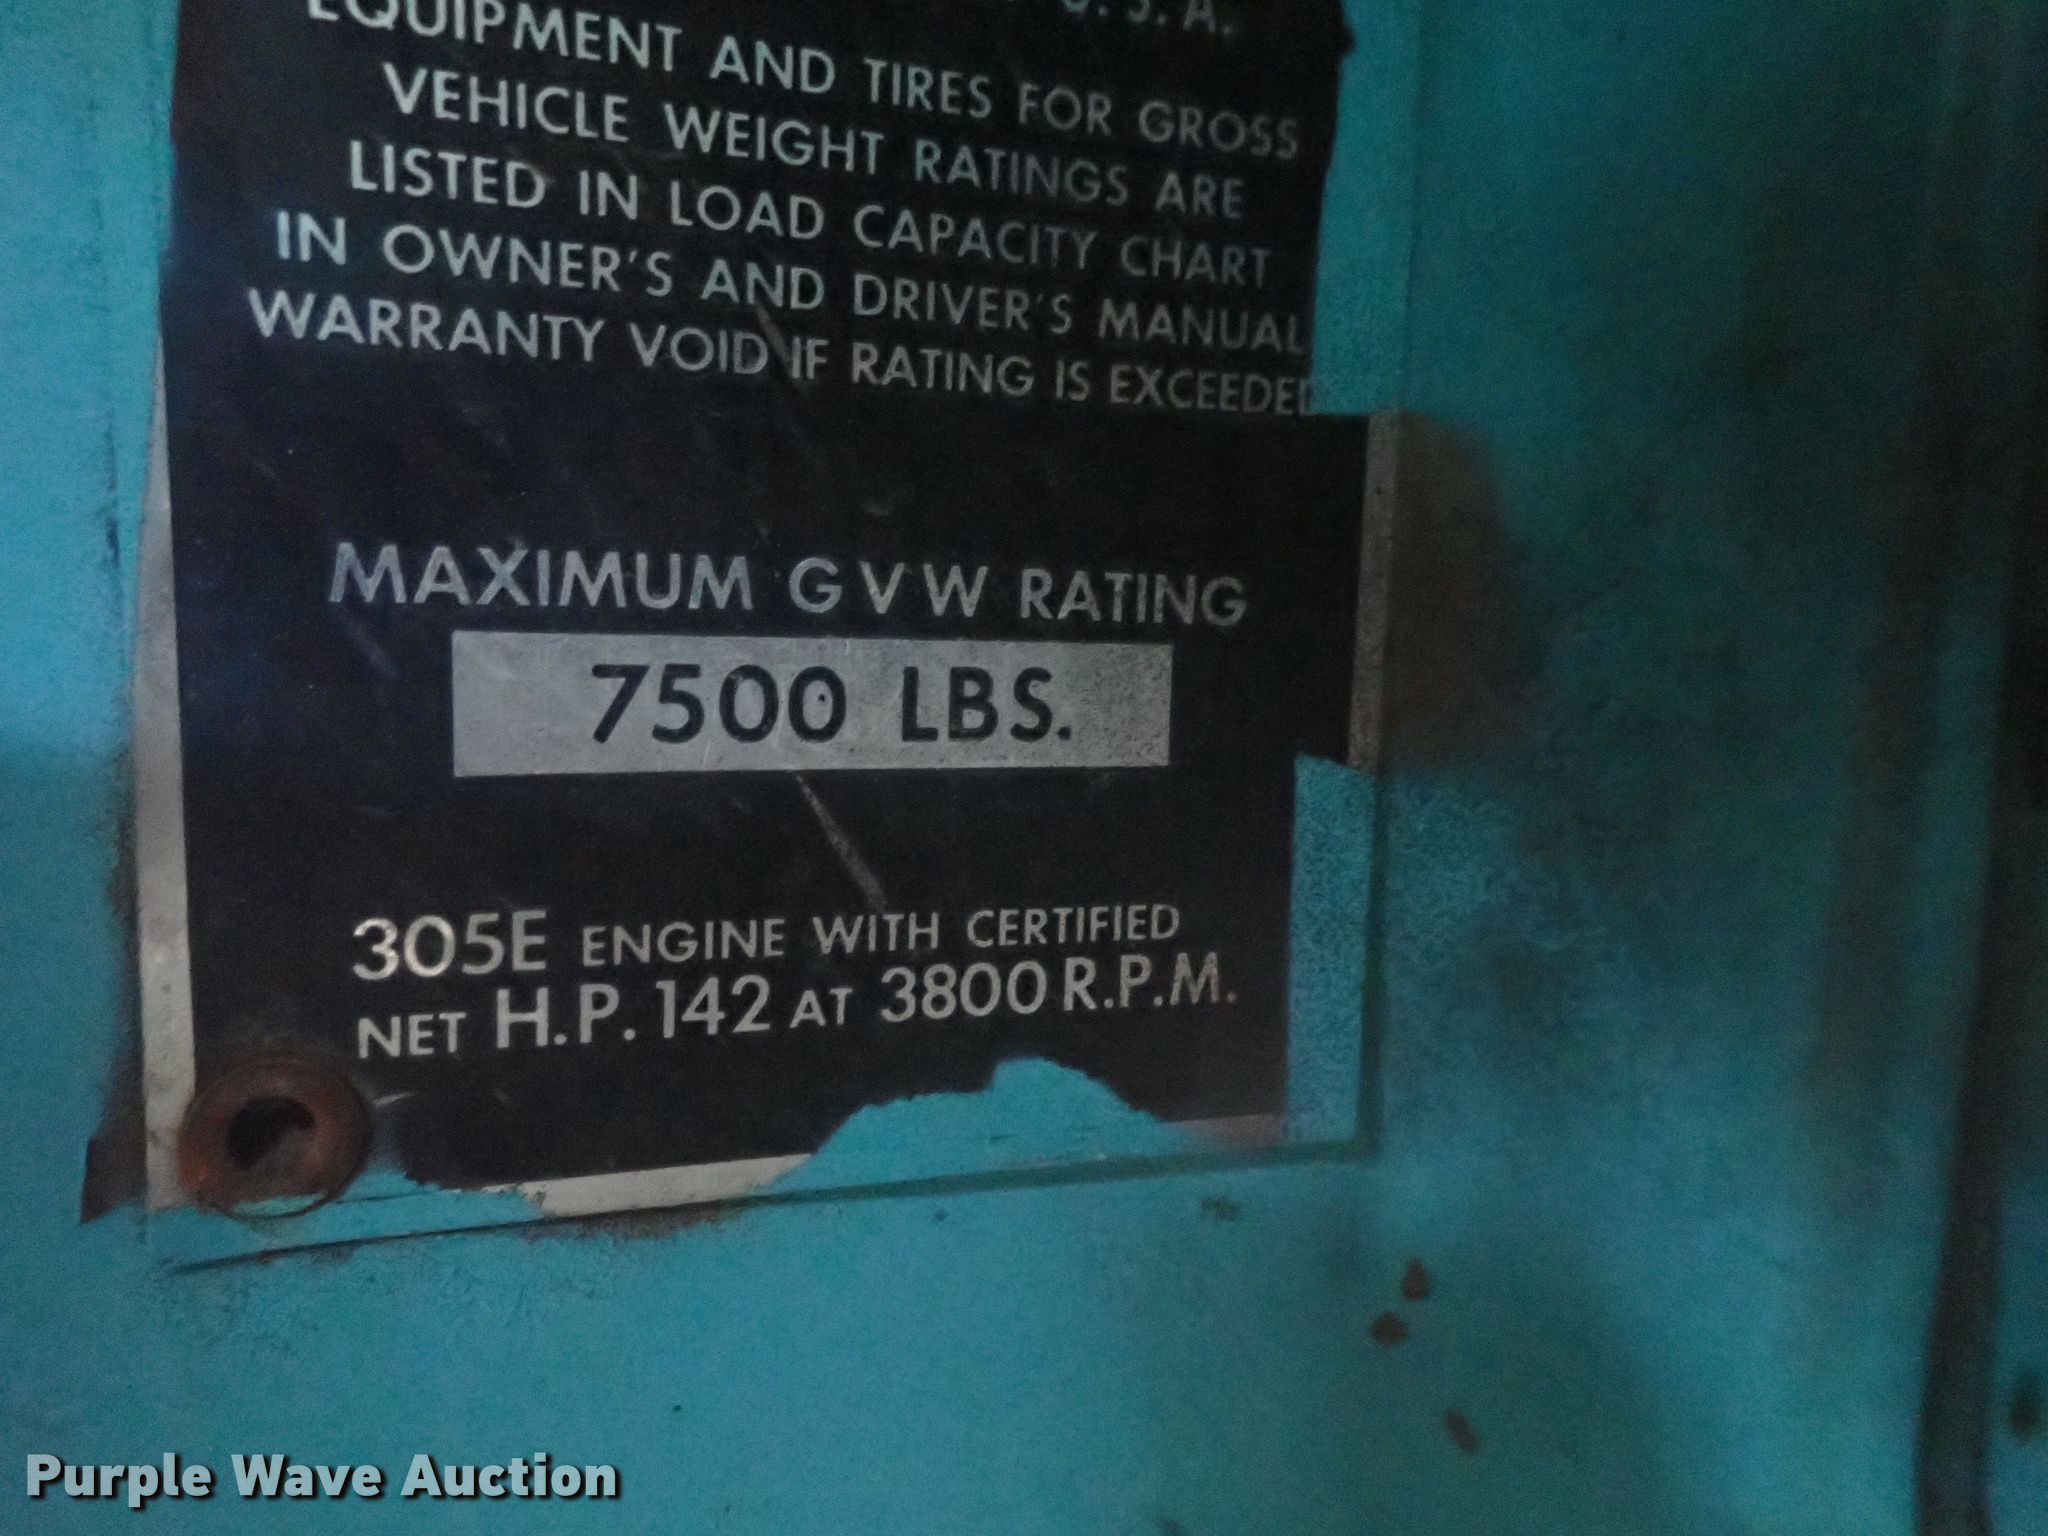 U. S. A.
EQUIPMENT AND TIRES FOR GROSS
VEHICLE WEIGHT RATINGS ARE
LISTED IN LOAD CAPACITY CHART
IN OWNER'S AND DRIVER'S MANUAL
WARRANTY VOID IF RATING IS EXCEEDED
MAXIMUM GVW RATING
7500 LBS.
305E ENGINE WITH CERTIFIED
NET H.P. 142 AT 3800 R.P.M.
Purple Wave Auction